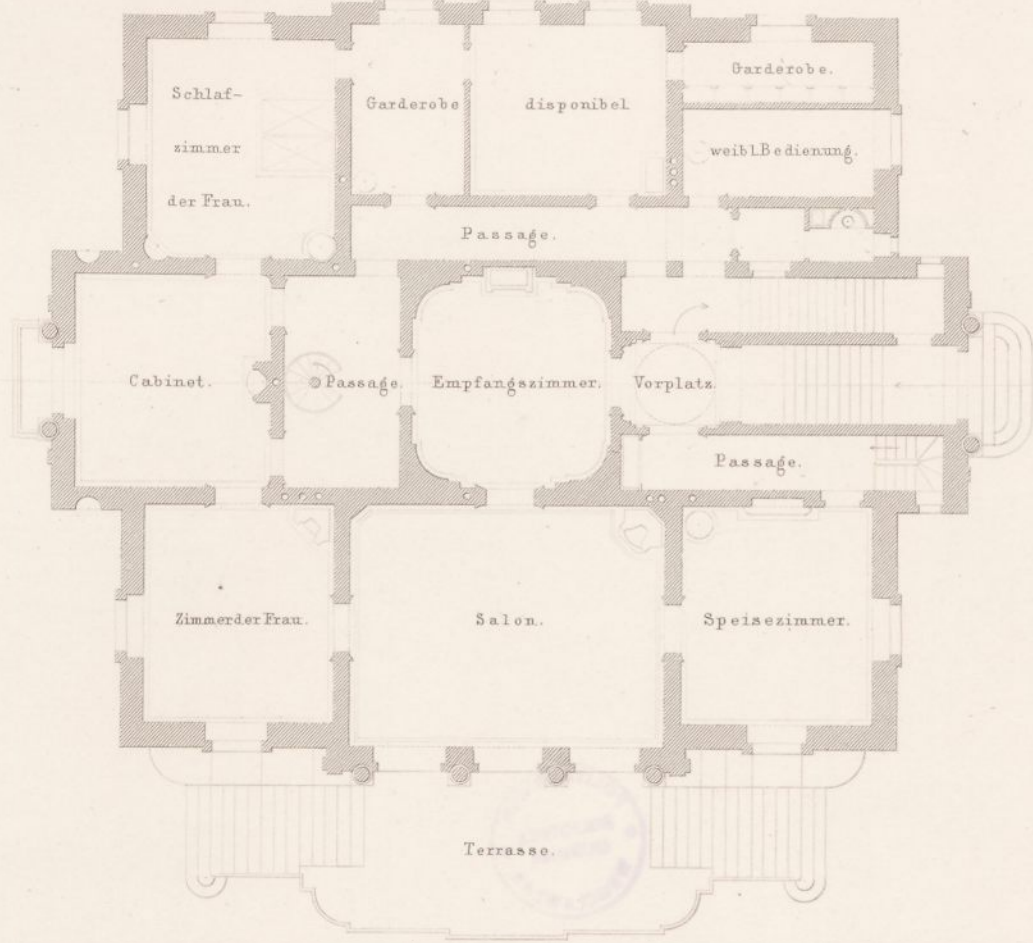 Schlaf-
zimmer
der Frau.
Garderobe
disponibel
Garderobe.
weibl.Bedienung.
Passage.
Cabinet.
Passage.
Empfangszimmer.
Vorplatz.
Passage.
Zimmer der Frau.
Salon.
Speisezimmer.
Terrasse.